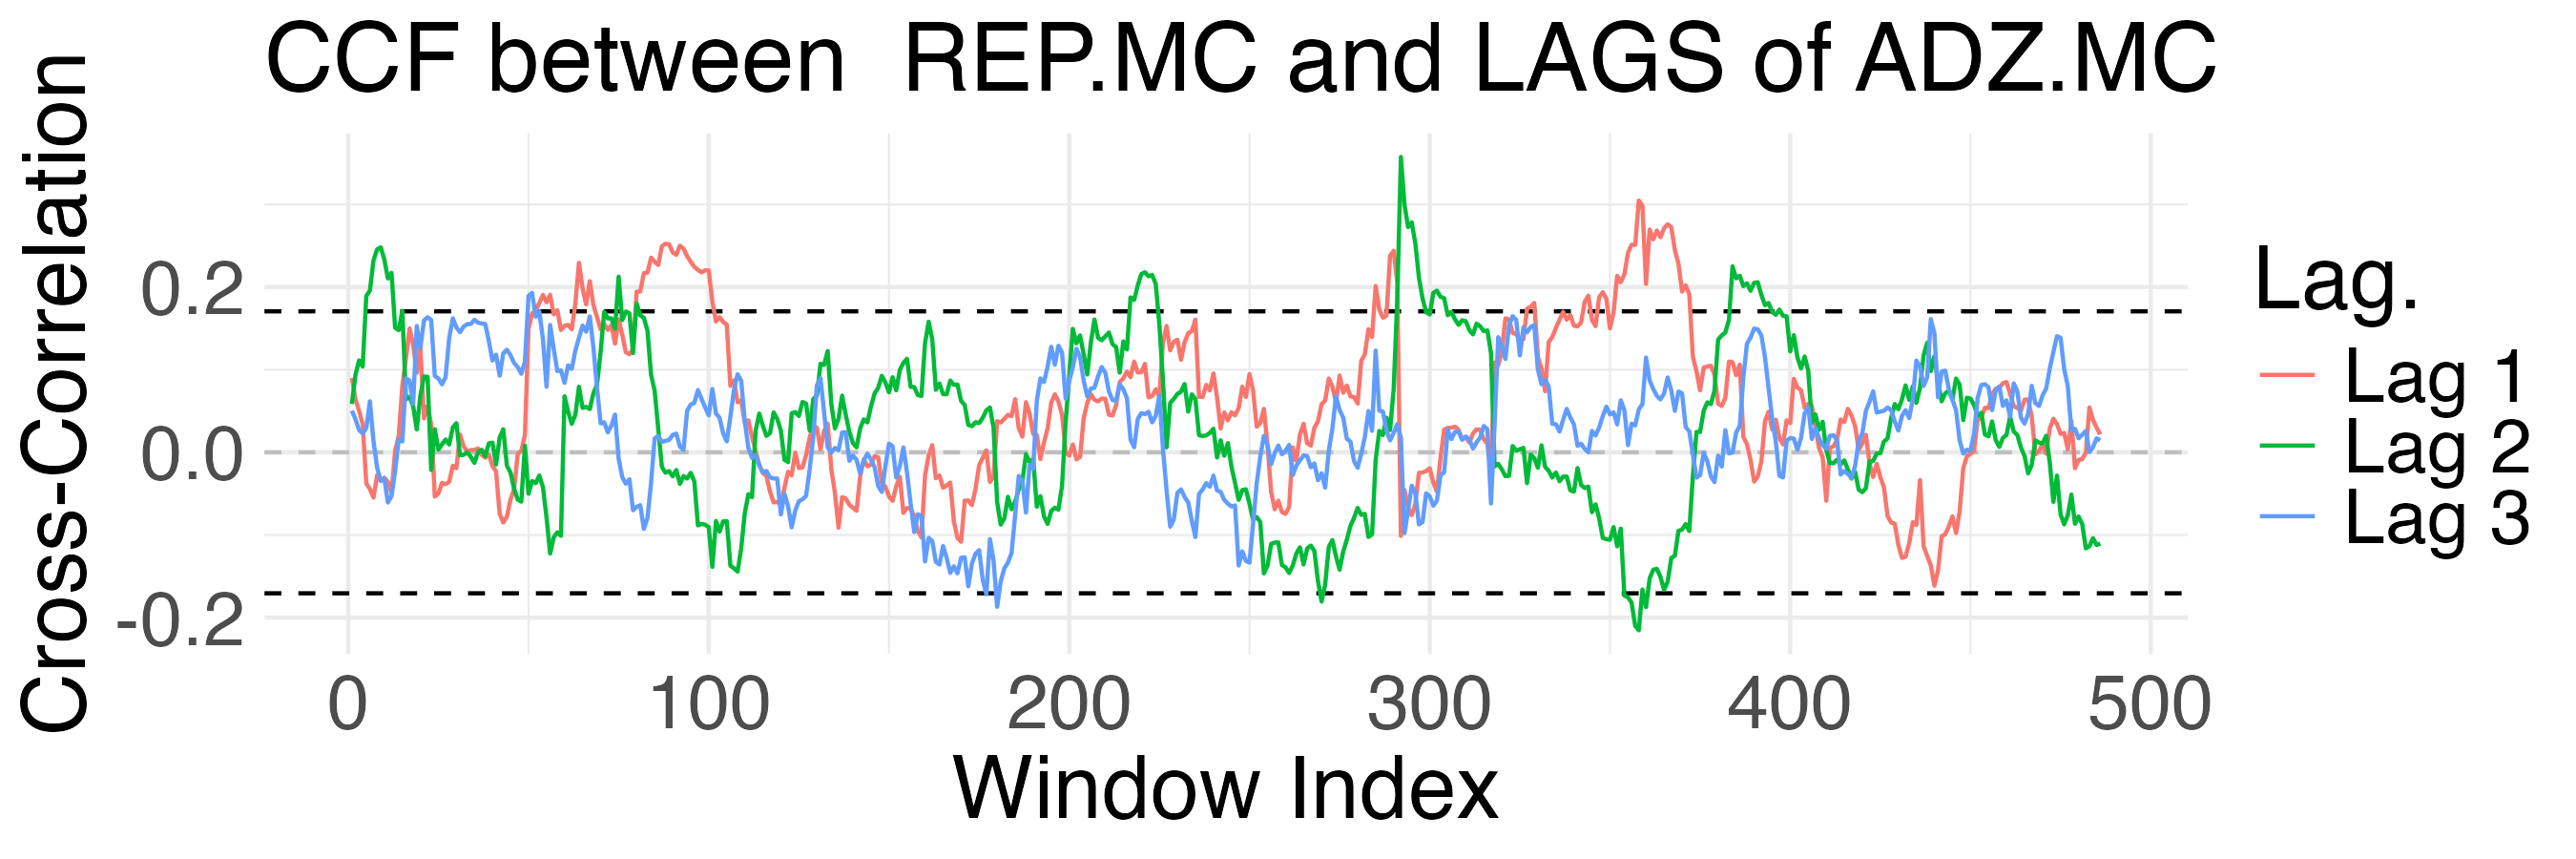 CCF between  REP.MC and LAGS of ADZ.MC
Cross-Correlation
0.2
0.0
-0.2
0 100 200 300 400 500
Window Index
Lag.
Lag 1
Lag 2
Lag 3